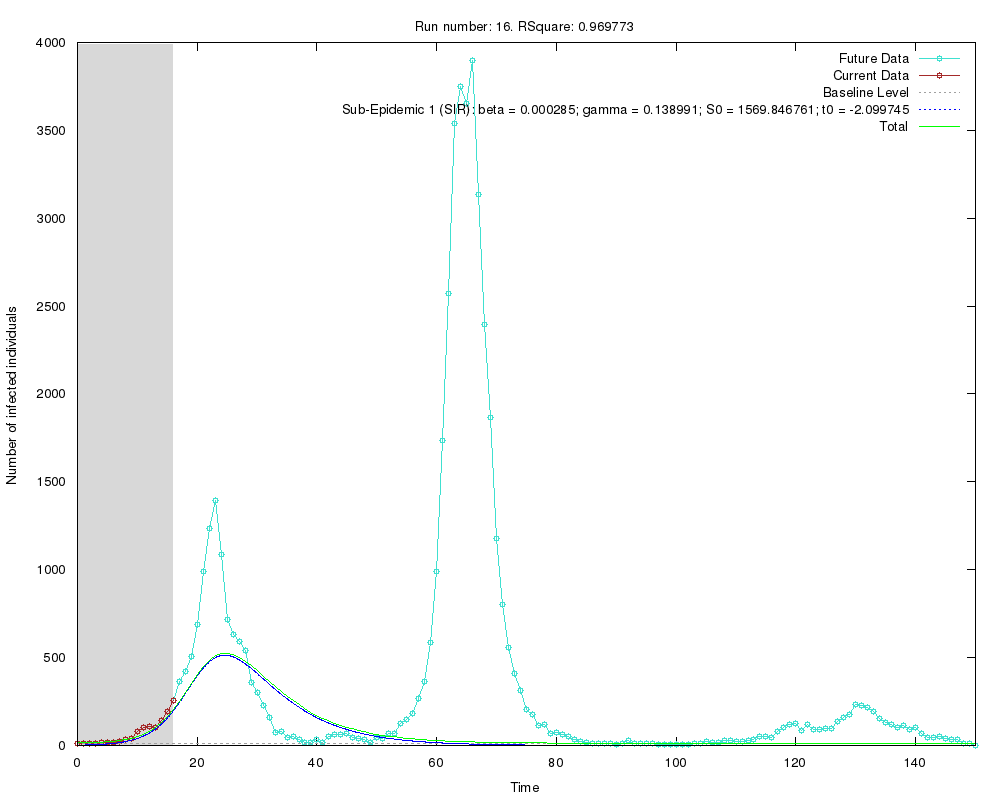 Run number: 16. RSquare: 0.969773
Future Data
Current Data
Baseline Level
Sub-Epidemic 1 (SIR): beta = 0.000285; gamma = 0.138991; S0 = 1569.846761; t0 = -2.099745
Total
4000
3500
3000
2500
2000
1500
1000
500
0
Number of infected individuals
0 20 40 60 80 100 120 140
Time